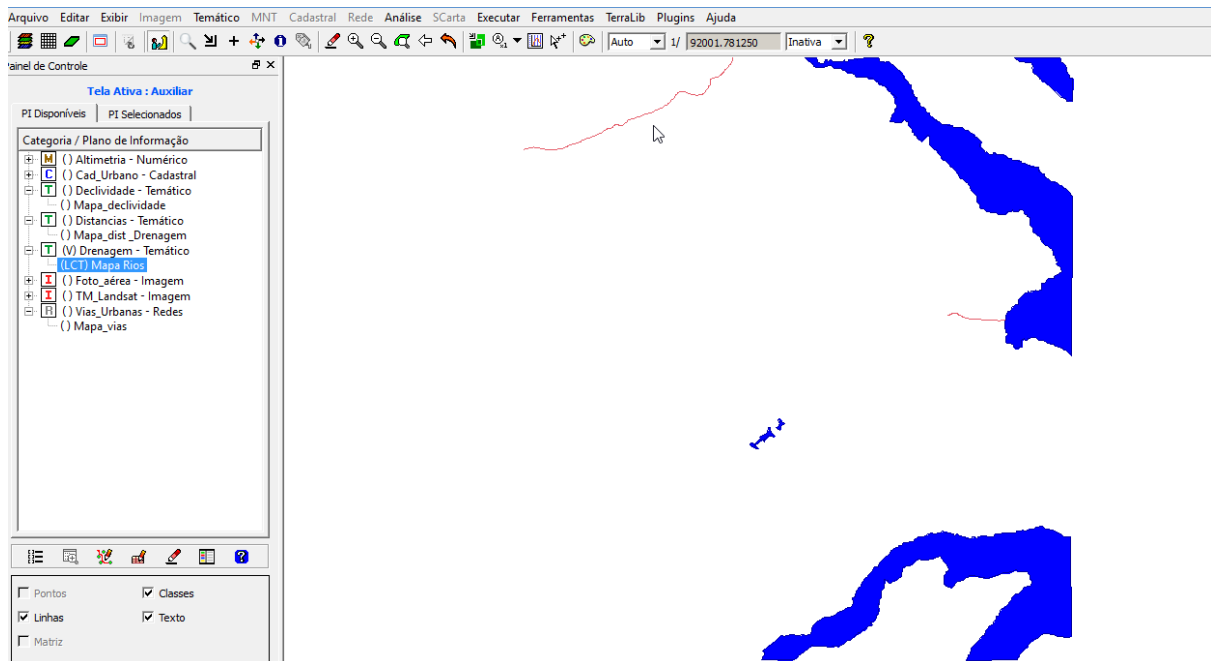 Arquivo Editar Exibir Imagem Temático MNT Cadastral Rede Análise SCarta Executar Ferramentas TerraLib Plugins Ajuda
Auto 1/ 92001.781250 Inativa
Painel de Controle
Tela Ativa : Auxiliar
PI Disponíveis PI Selecionados
Categoria / Plano de Informação
M () Altimetria - Numérico
C () Cad_Urbano - Cadastral
T () Declividade - Temático
() Mapa_declividade
T () Distancias - Temático
() Mapa_dist _Drenagem
T (V) Drenagem - Temático
(LCT) Mapa Rios
I () Foto_aérea - Imagem
I () TM_Landsat - Imagem
R () Vias_Urbanas - Redes
() Mapa_vias
Pontos Classes
Linhas Texto
Matriz